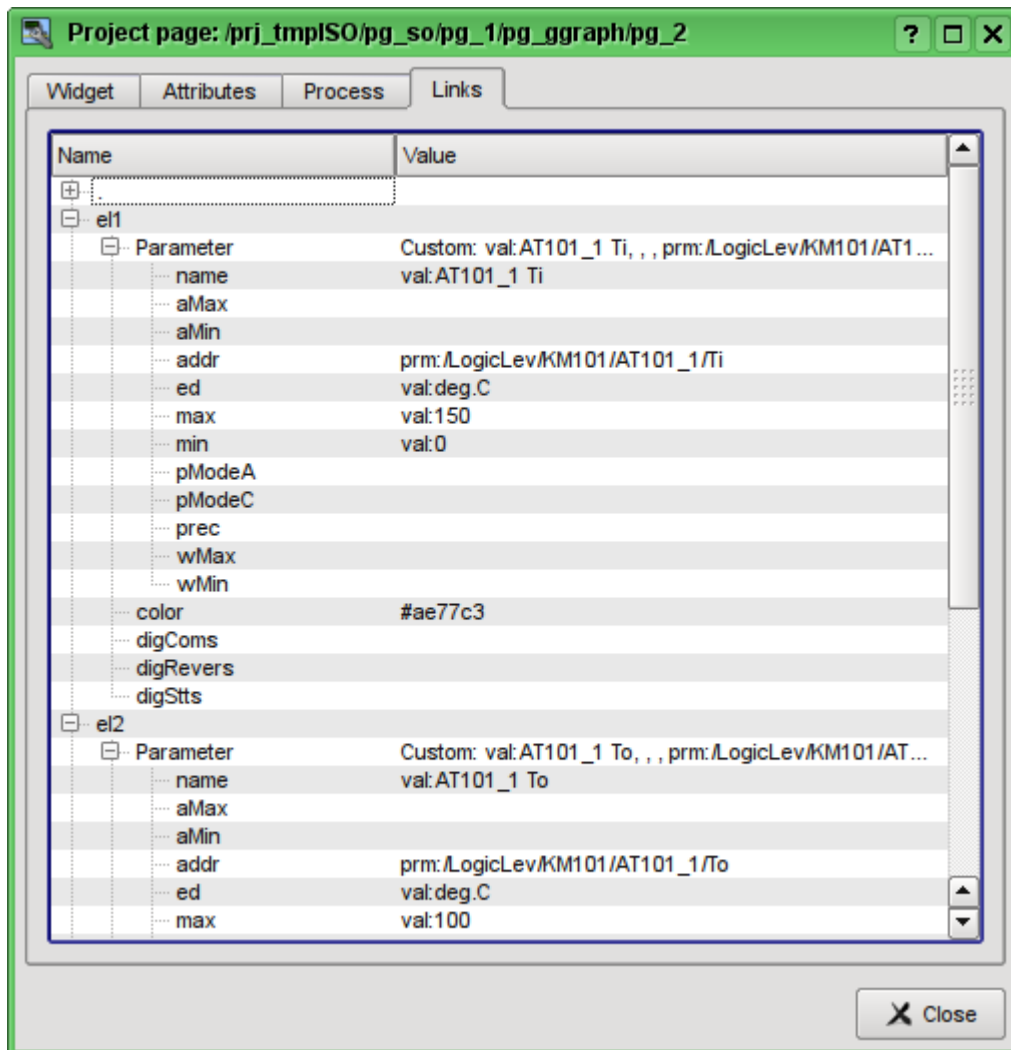 Project page: /prj_tmplSO/pg_so/pg_1/pg_ggraph/pg_2
Widget Attributes Process Links
Name Value
.
el1
Parameter Custom: val:AT101_1 Ti, , , prm:/LogicLev/KM101/AT1...
name val:AT101_1 Ti
aMax
aMin
addr prm:/LogicLev/KM101/AT101_1/Ti
ed val:deg.C
max val:150
min val:0
pModeA
pModeC
prec
wMax
wMin
color #ae77c3
digComs
digRevers
digStts
el2
Parameter Custom: val:AT101_1 To, , , prm:/LogicLev/KM101/AT...
name val:AT101_1 To
aMax
aMin
addr prm:/LogicLev/KM101/AT101_1/To
ed val:deg.C
max val:100
Close